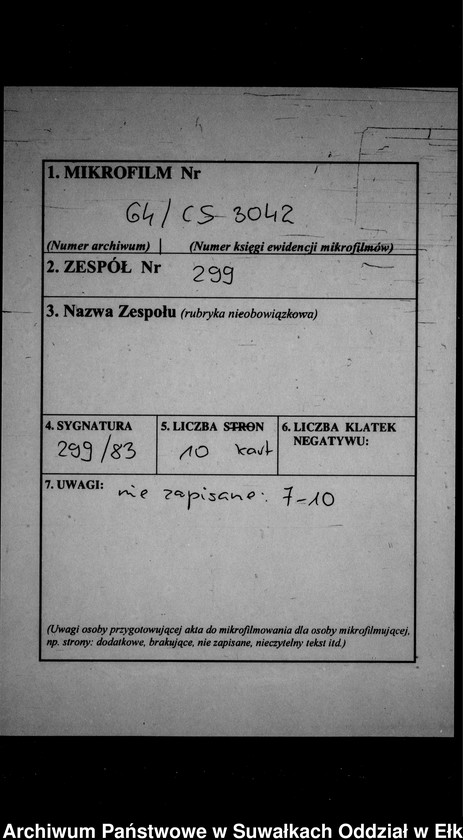 1. MIKROFILM Nr
64/CS-3042
(Numer archiwum) | (Numer księgi ewidencji mikrofilmów)
2. ZESPÓŁ Nr 299
3. Nazwa Zespołu (rubryka nieobowiązkowa)
4. SYGNATURA
299/83
5. LICZBA STRON
10 kart
6. LICZBA KLATEK
NEGATYWU:
7. UWAGI: nie zapisane: 7-10
(Uwagi osoby przygotowującej akta do mikrofilmowania dla osoby mikrofilmującej,
np. strony: dodatkowe, brakujące, nie zapisane, nieczytelny tekst itd.)
Archiwum Państwowe w Suwałkach Oddział w Ełk